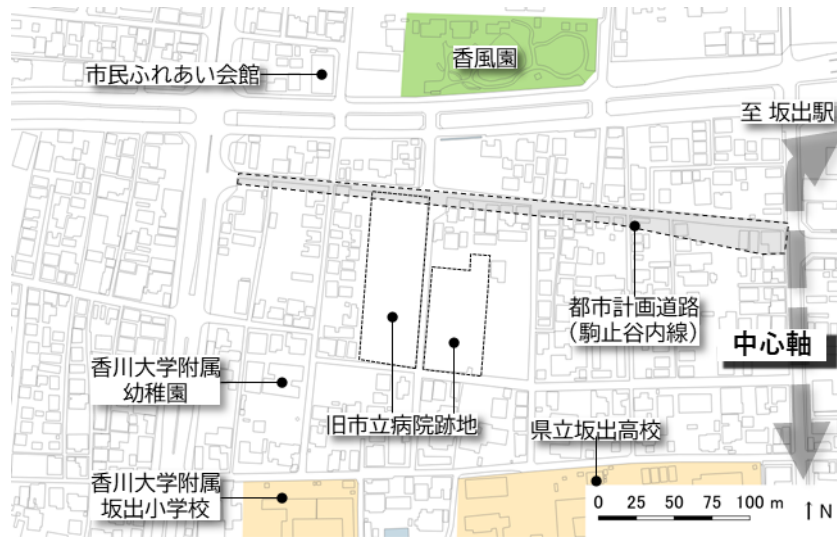 香風園
市民ふれあい会館
至 坂出駅
都市計画道路
（駒止谷内線）
中心軸
香川大学附属
幼稚園
旧市立病院跡地
県立坂出高校
香川大学附属
坂出小学校
0 25 50 75 100 m
↑N